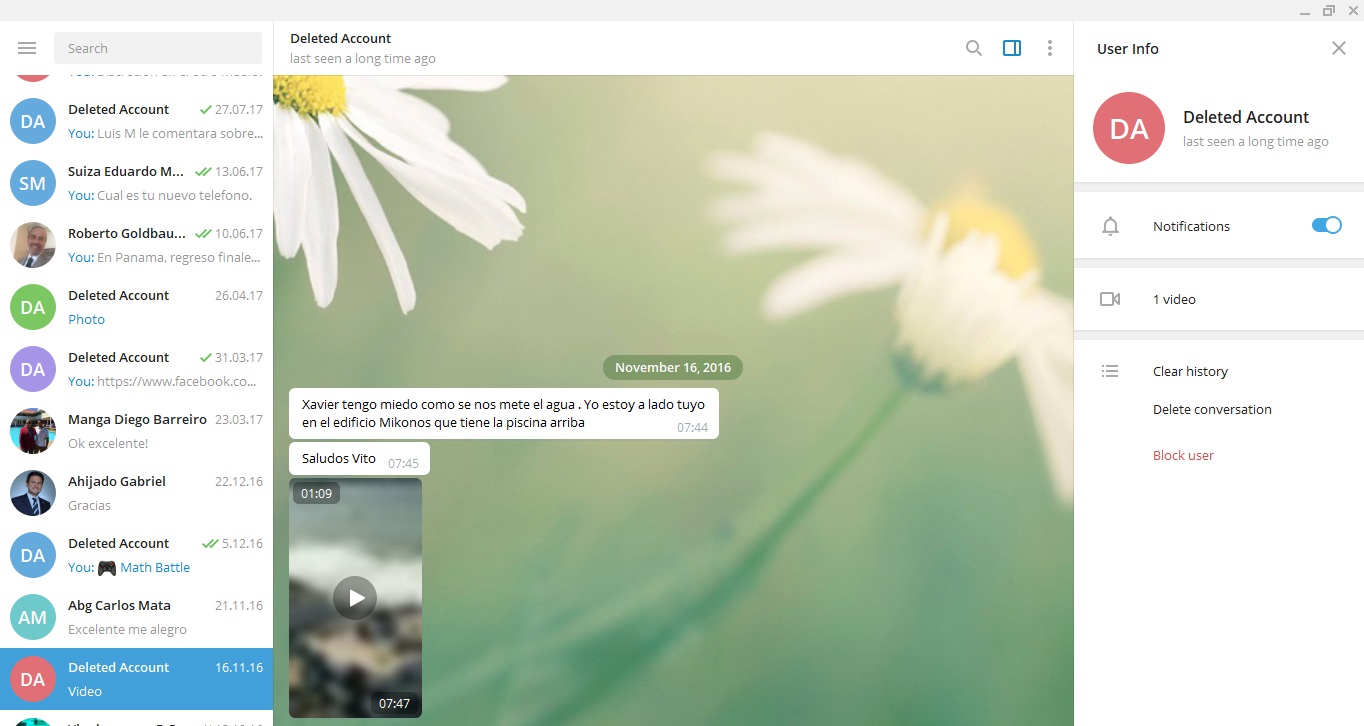 Search
Deleted Account 27.07.17
DA
You: Luis M le comentara sobre...
Suiza Eduardo M... 13.06.17
SM
You: Cual es tu nuevo telefono.
Roberto Goldbau... 10.06.17
You: En Panama, regreso finale...
Deleted Account 26.04.17
DA
Photo
Deleted Account 31.03.17
DA
You: https://www.facebook.co...
Manga Diego Barreiro 23.03.17
Ok excelente!
Ahijado Gabriel 22.12.16
Gracias
Deleted Account 5.12.16
DA
You: 🎮 Math Battle
Abg Carlos Mata 21.11.16
AM
Excelente me alegro
Deleted Account 16.11.16
DA
Video
Deleted Account
last seen a long time ago
November 16, 2016
Xavier tengo miedo como se nos mete el agua . Yo estoy a lado tuyo
en el edificio Mikonos que tiene la piscina arriba 07:44
Saludos Vito 07:45
01:09
07:47
User Info
DA
Deleted Account
last seen a long time ago
Notifications
1 video
Clear history
Delete conversation
Block user